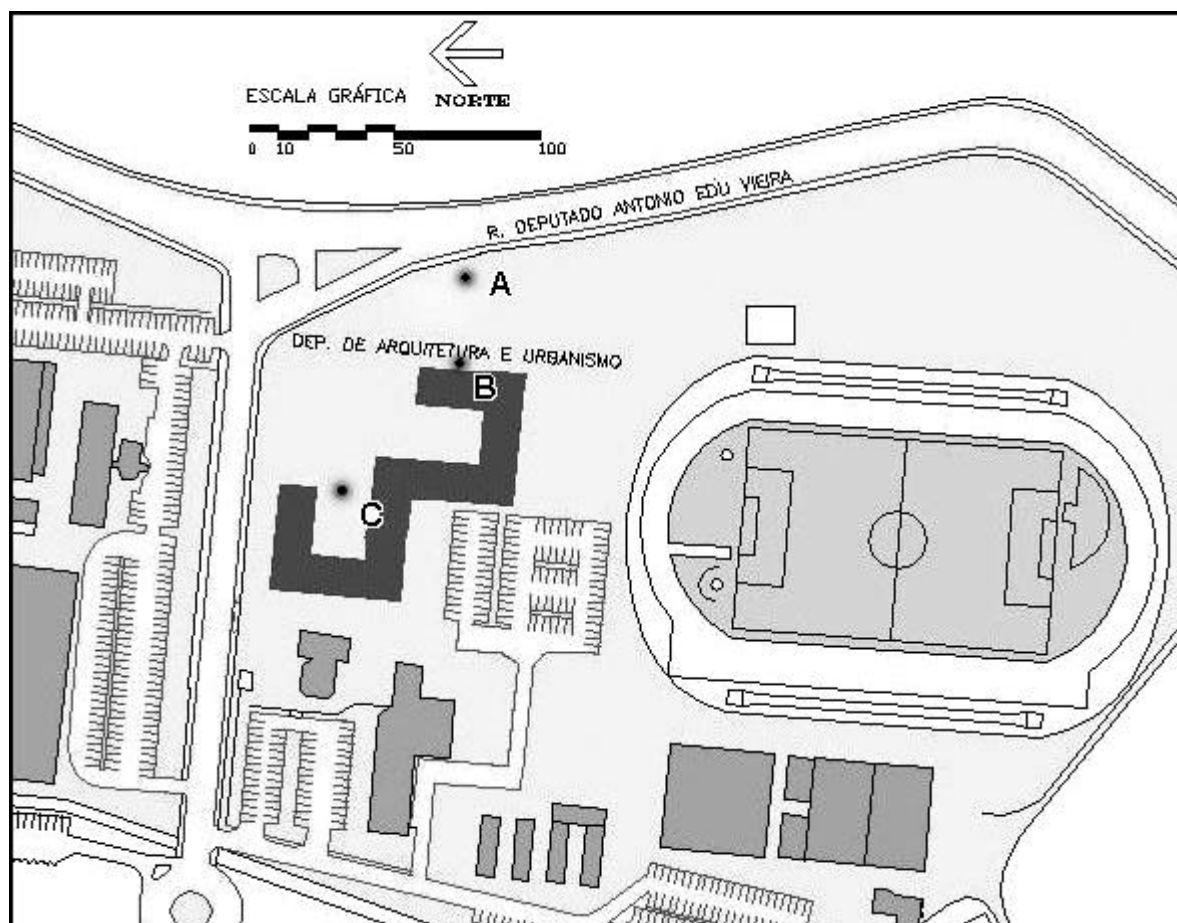 ESCALA GRÁFICA
NORTE
0 10 50 100
R. DEPUTADO ANTONIO EDU VIEIRA
A
DEP. DE ARQUITETURA E URBANISMO
B
C